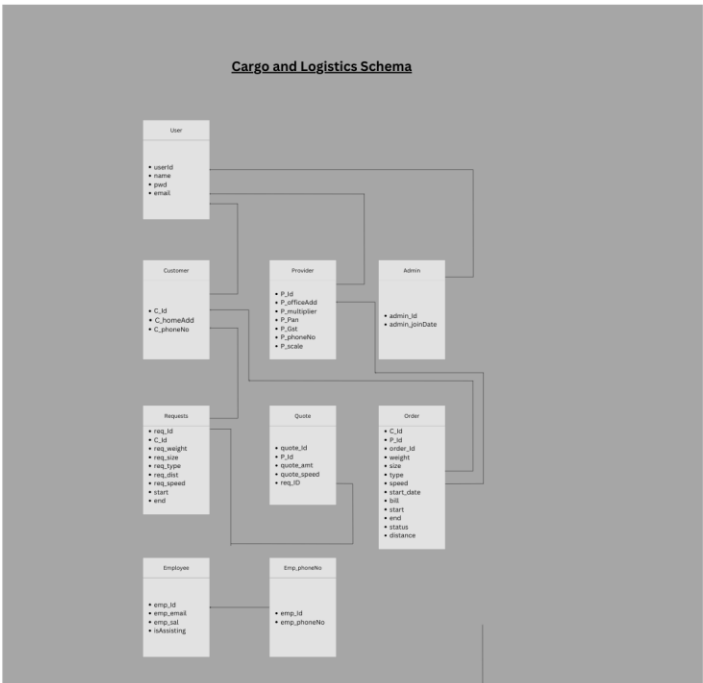 Cargo and Logistics Schema
User
• userId
• name
• pwd
• email
Customer
• C_Id
• C_homeAdd
• C_phoneNo
Provider
• P_Id
• P_officeAdd
• P_multiplier
• P_Pan
• P_Gst
• P_phoneNo
• P_scale
Admin
• admin_Id
• admin_joinDate
Requests
• req_Id
• C_Id
• req_weight
• req_size
• req_type
• req_dist
• req_speed
• start
• end
Quote
• quote_Id
• P_Id
• quote_amt
• quote_speed
• req_ID
Order
• C_Id
• P_Id
• order_Id
• weight
• size
• type
• speed
• start_date
• bill
• start
• end
• status
• distance
Employee
• emp_Id
• emp_email
• emp_sal
• isAssisting
Emp_phoneNo
• emp_Id
• emp_phoneNo